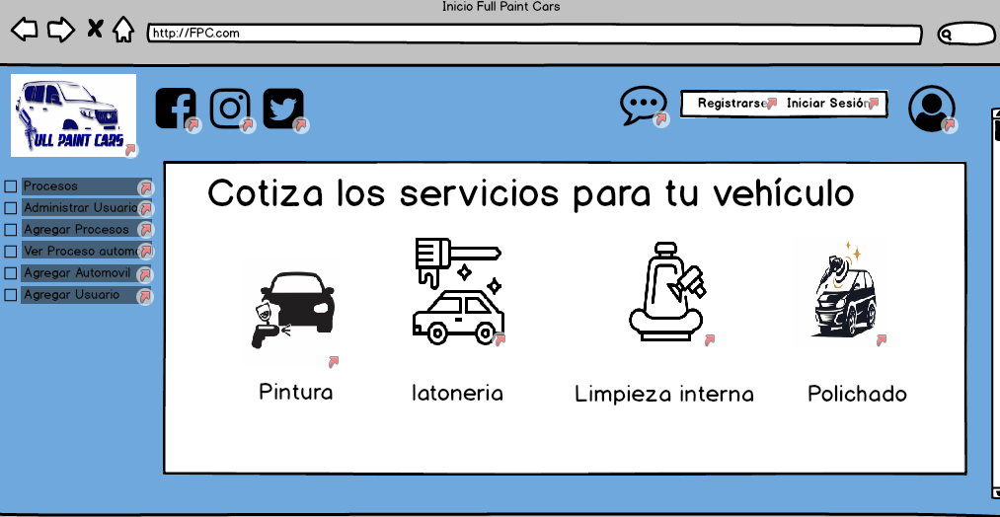 Inicio Full Paint Cars
http://FPC.com
ULL PAINT CARS
Registrarse Iniciar Sesión
Procesos
Administrar Usuario
Agregar Procesos
Ver Proceso autom
Agregar Automovil
Agregar Usuario
Cotiza los servicios para tu vehículo
Pintura latoneria Limpieza interna Polichado